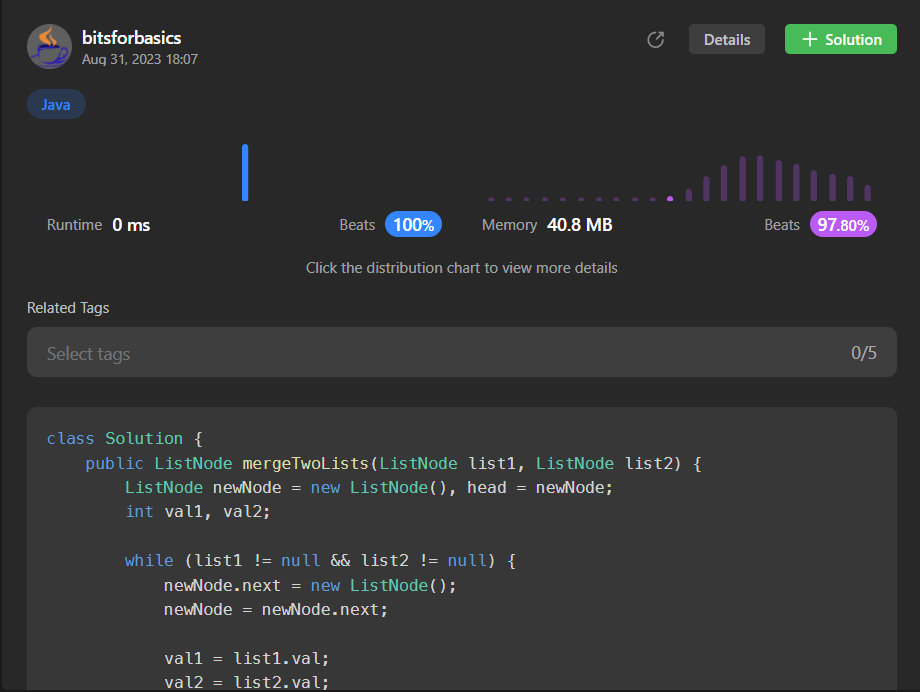 bitsforbasics
Aug 31, 2023 18:07
Details
+ Solution
Java
Runtime 0 ms
Beats 100%
Memory 40.8 MB
Beats 97.80%
Click the distribution chart to view more details
Related Tags
Select tags 0/5
class Solution {
    public ListNode mergeTwoLists(ListNode list1, ListNode list2) {
        ListNode newNode = new ListNode(), head = newNode;
        int val1, val2;
        while (list1 != null && list2 != null) {
            newNode.next = new ListNode();
            newNode = newNode.next;
            val1 = list1.val;
            val2 = list2.val;